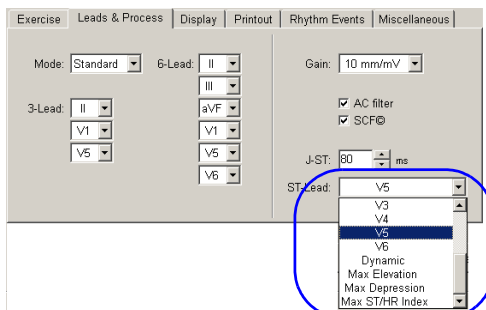 Exercise Leads & Process Display Printout Rhythm Events Miscellaneous
Mode: Standard 6-Lead: II Gain: 10 mm/mV
III
3-Lead: II aVF AC filter
V1 V1 SCF©
V5 V5 J-ST: 80 ms
V6
ST-Lead: V5
V3
V4
V5
V6
Dynamic
Max Elevation
Max Depression
Max ST/HR Index